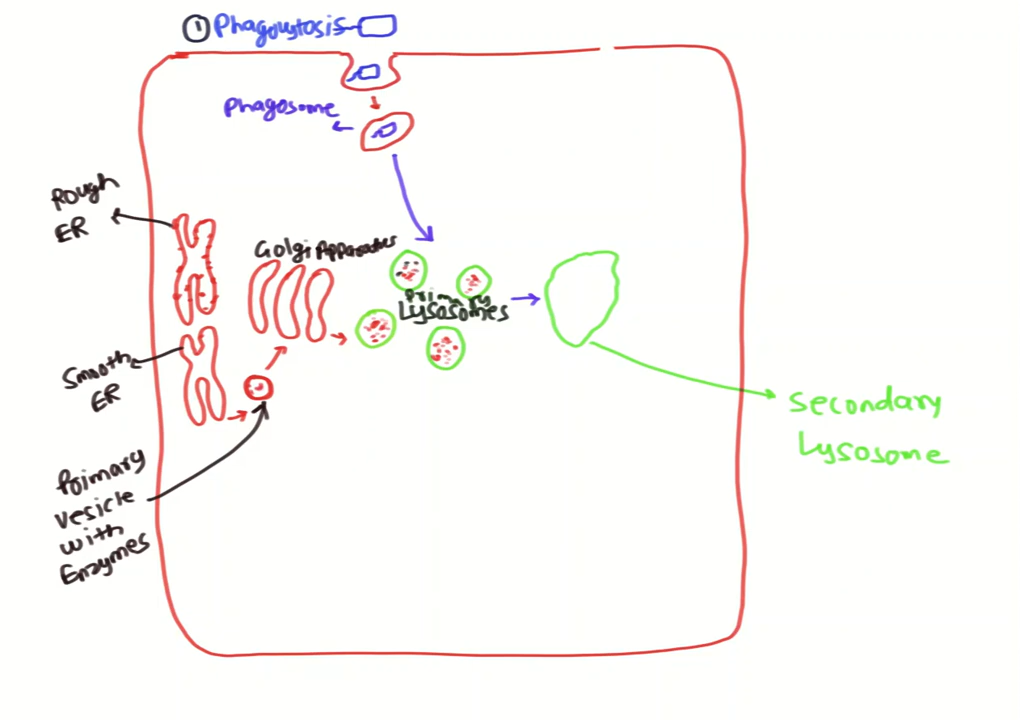 ① Phagocytosis
Phagosome
Rough
ER
Golgi Apparatus
Primary
Lysosomes
Smooth
ER
Secondary
Lysosome
Primary
vesicle
with
Enzymes